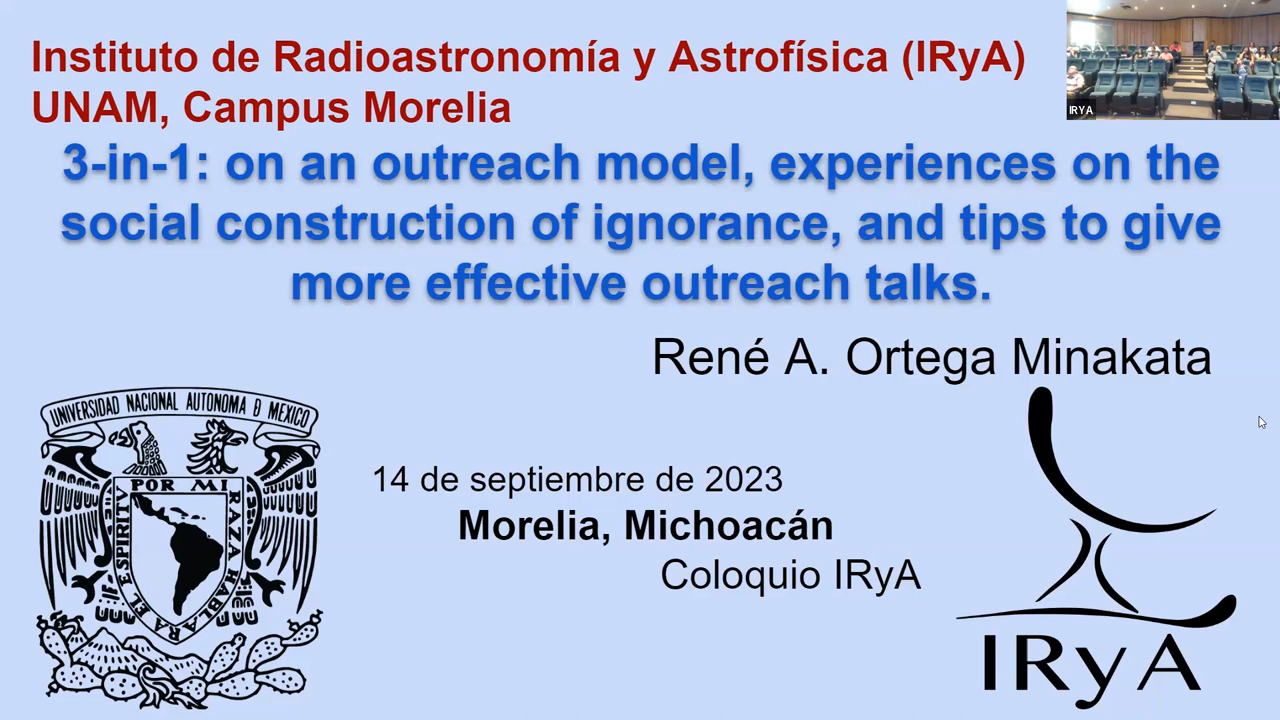 Instituto de Radioastronomía y Astrofísica (IRyA)
UNAM, Campus Morelia
IRYA
3-in-1: on an outreach model, experiences on the
social construction of ignorance, and tips to give
more effective outreach talks.
René A. Ortega Minakata
UNIVERSIDAD NACIONAL AUTONOMA D MEXICO
POR MI RAZA HABLARA EL ESPIRITV
14 de septiembre de 2023
Morelia, Michoacán
Coloquio IRyA
IRyA